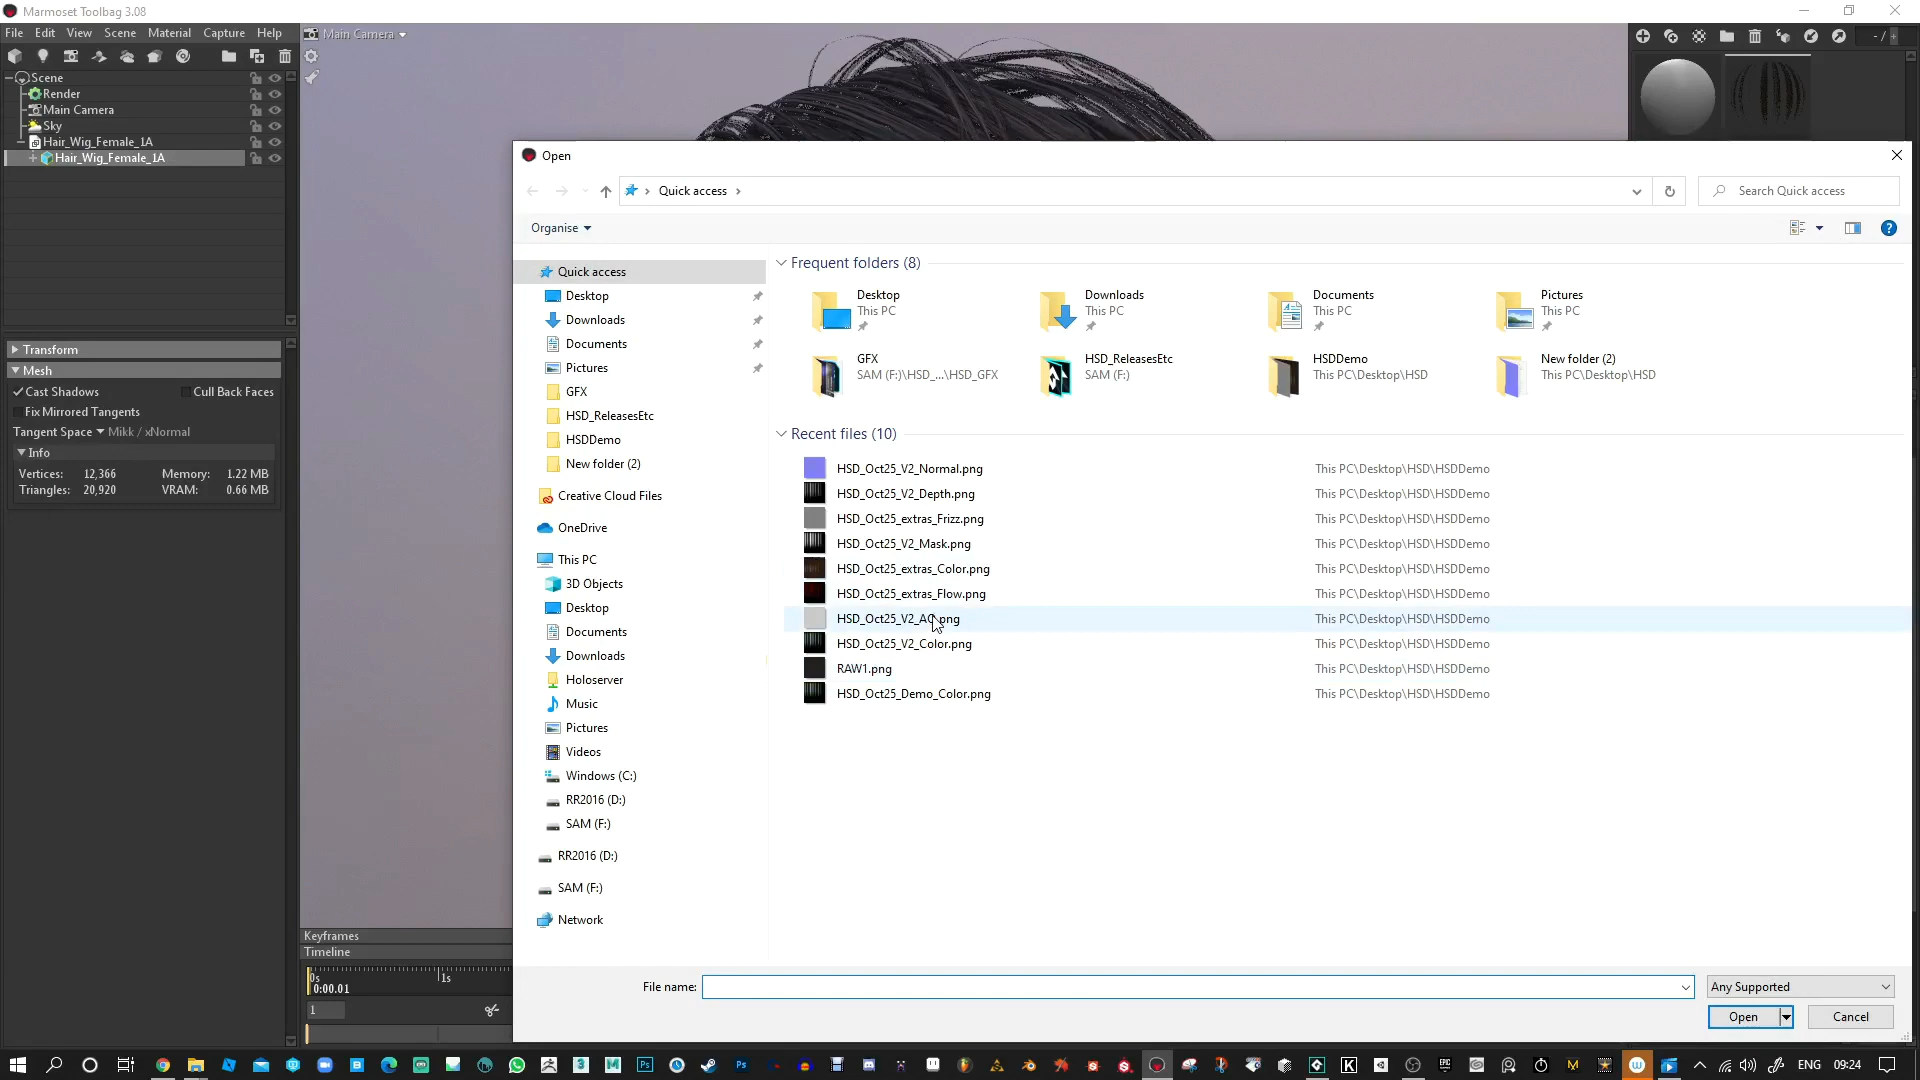 Marmoset Toolbag 3.08
File Edit View Scene Material Capture Help
Main Camera
- / +
Scene
Render
Main Camera
Sky
Hair_Wig_Female_1A
Hair_Wig_Female_1A
Transform
Mesh
Cast Shadows
Cull Back Faces
Fix Mirrored Tangents
Tangent Space Mikk / xNormal
Info
Vertices: 12,366 Memory: 1.22 MB
Triangles: 20,920 VRAM: 0.66 MB
Open
Quick access
Search Quick access
Organise
Quick access
Desktop
Downloads
Documents
Pictures
GFX
HSD_ReleasesEtc
HSDDemo
New folder (2)
Creative Cloud Files
OneDrive
This PC
3D Objects
Desktop
Documents
Downloads
Holoserver
Music
Pictures
Videos
Windows (C:)
RR2016 (D:)
SAM (F:)
RR2016 (D:)
SAM (F:)
Network
Frequent folders (8)
Desktop
This PC
Downloads
This PC
Documents
This PC
Pictures
This PC
GFX
SAM (F:)\HSD_...\HSD_GFX
HSD_ReleasesEtc
SAM (F:)
HSDDemo
This PC\Desktop\HSD
New folder (2)
This PC\Desktop\HSD
Recent files (10)
HSD_Oct25_V2_Normal.png This PC\Desktop\HSD\HSDDemo
HSD_Oct25_V2_Depth.png This PC\Desktop\HSD\HSDDemo
HSD_Oct25_extras_Frizz.png This PC\Desktop\HSD\HSDDemo
HSD_Oct25_V2_Mask.png This PC\Desktop\HSD\HSDDemo
HSD_Oct25_extras_Color.png This PC\Desktop\HSD\HSDDemo
HSD_Oct25_extras_Flow.png This PC\Desktop\HSD\HSDDemo
HSD_Oct25_V2_AO.png This PC\Desktop\HSD\HSDDemo
HSD_Oct25_V2_Color.png This PC\Desktop\HSD\HSDDemo
RAW1.png This PC\Desktop\HSD\HSDDemo
HSD_Oct25_Demo_Color.png This PC\Desktop\HSD\HSDDemo
File name:
Any Supported
Open
Cancel
Keyframes
Timeline
0s 1s
0:00.01
1
ENG 09:24